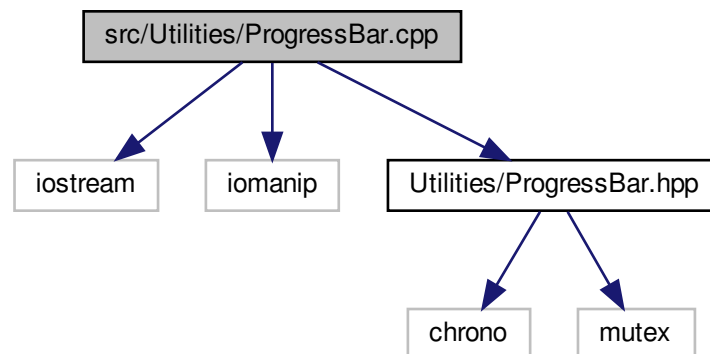 src/Utilities/ProgressBar.cpp
iostream
iomanip
Utilities/ProgressBar.hpp
chrono
mutex